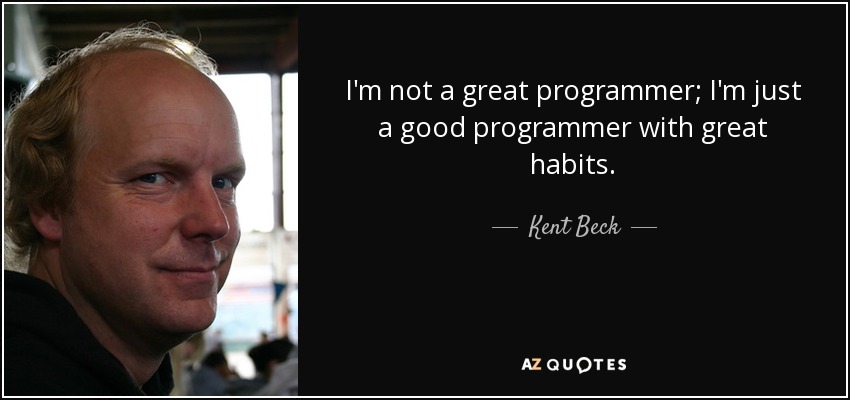 I'm not a great programmer; I'm just
a good programmer with great
habits.
— Kent Beck —
AZ QUOTES